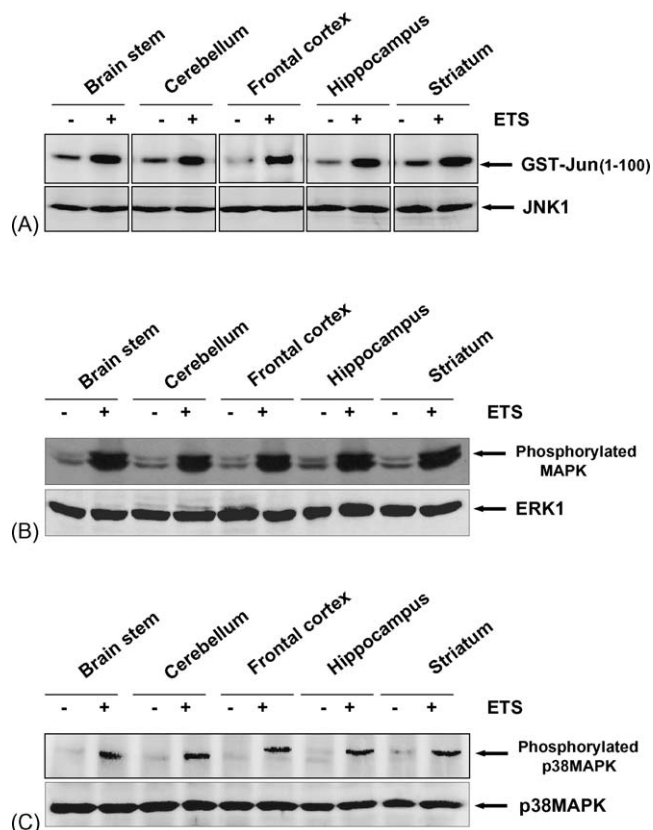 Brain stem Cerebellum Frontal cortex Hippocampus Striatum
- + - + - + - + - + ETS
GST-Jun(1-100)
JNK1
(A)
Brain stem Cerebellum Frontal cortex Hippocampus Striatum
- + - + - + - + - + ETS
Phosphorylated
MAPK
ERK1
(B)
Brain stem Cerebellum Frontal cortex Hippocampus Striatum
- + - + - + - + - + ETS
Phosphorylated
p38MAPK
p38MAPK
(C)